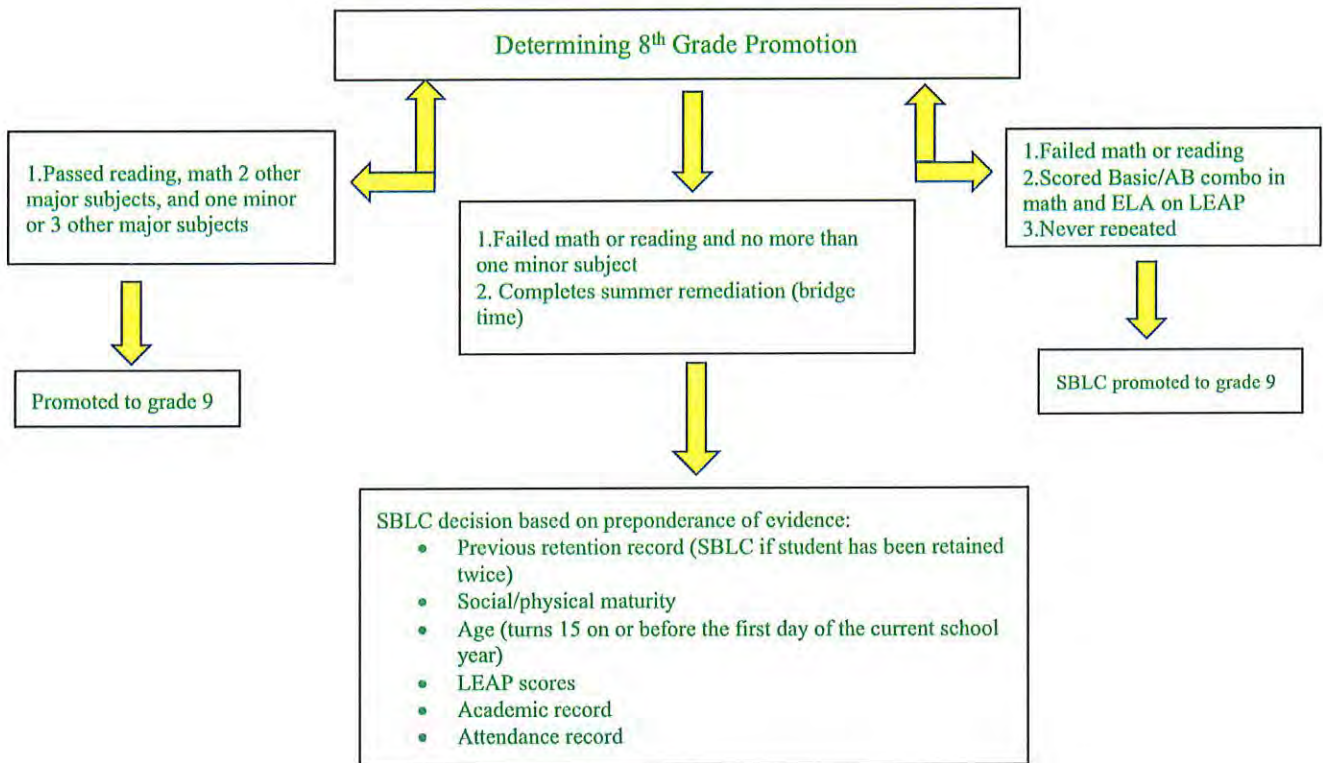 Determining 8th Grade Promotion
1.Passed reading, math 2 other
major subjects, and one minor
or 3 other major subjects
Promoted to grade 9
1.Failed math or reading and no more than
one minor subject
2. Completes summer remediation (bridge
time)
SBLC decision based on preponderance of evidence:
• Previous retention record (SBLC if student has been retained
twice)
• Social/physical maturity
• Age (turns 15 on or before the first day of the current school
year)
• LEAP scores
• Academic record
• Attendance record
1.Failed math or reading
2.Scored Basic/AB combo in
math and ELA on LEAP
3.Never repeated
SBLC promoted to grade 9